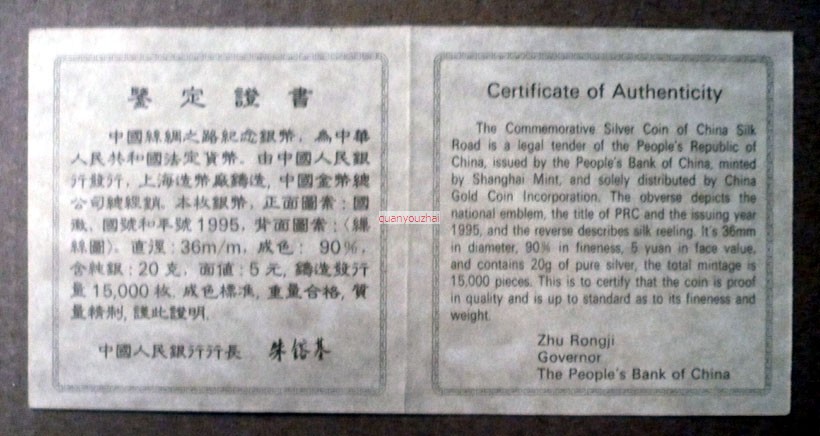 鑒定證書
中國絲綢之路紀念銀幣，為中華
人民共和國法定貨幣．由中國人民銀
行發行，上海造幣廠鑄造，中國金幣總
公司總經銷．本枚銀幣，正面圖案：國
徽，國號和年號1995，背面圖案：〈繅
絲圖〉．直徑：36m/m，成色：90%，
含純銀：20克，面值：5元，鑄造發行
量15,000枚．成色標準，重量合格，質
量精制，謹此證明．
中國人民銀行行長 朱鎔基
quanyouzhai
Certificate of Authenticity
The Commemorative Silver Coin of China Silk
Road is a legal tender of the People's Republic of
China, issued by the People's Bank of China, minted
by Shanghai Mint, and solely distributed by China
Gold Coin Incorporation. The obverse depicts the
national emblem, the title of PRC and the issuing year
1995, and the reverse describes silk reeling. It's 36mm
in diameter, 90% in fineness, 5 yuan in face value,
and contains 20g of pure silver, the total mintage is
15,000 pieces. This is to certify that the coin is proof
in quality and is up to standard as to its fineness and
weight.
Zhu Rongji
Governor
The People's Bank of China